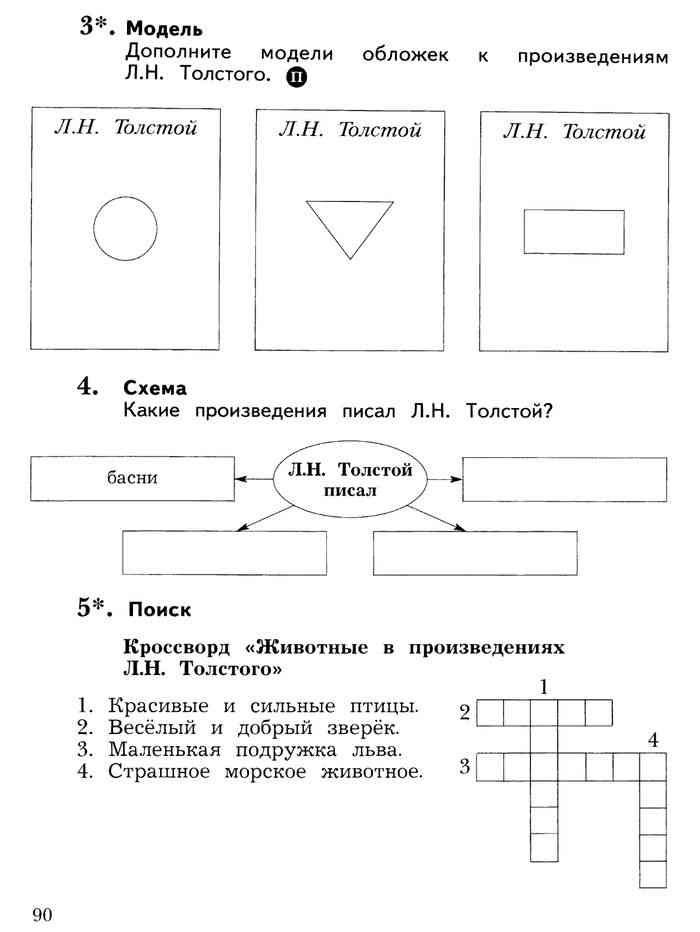 3*. Модель
Дополните модели обложек к произведениям
Л.Н. Толстого. П
Л.Н. Толстой
Л.Н. Толстой
Л.Н. Толстой
4. Схема
Какие произведения писал Л.Н. Толстой?
басни
Л.Н. Толстой
писал
5*. Поиск
Кроссворд «Животные в произведениях
Л.Н. Толстого»
1. Красивые и сильные птицы.
2. Весёлый и добрый зверёк.
3. Маленькая подружка льва.
4. Страшное морское животное.
1
2
4
3
90